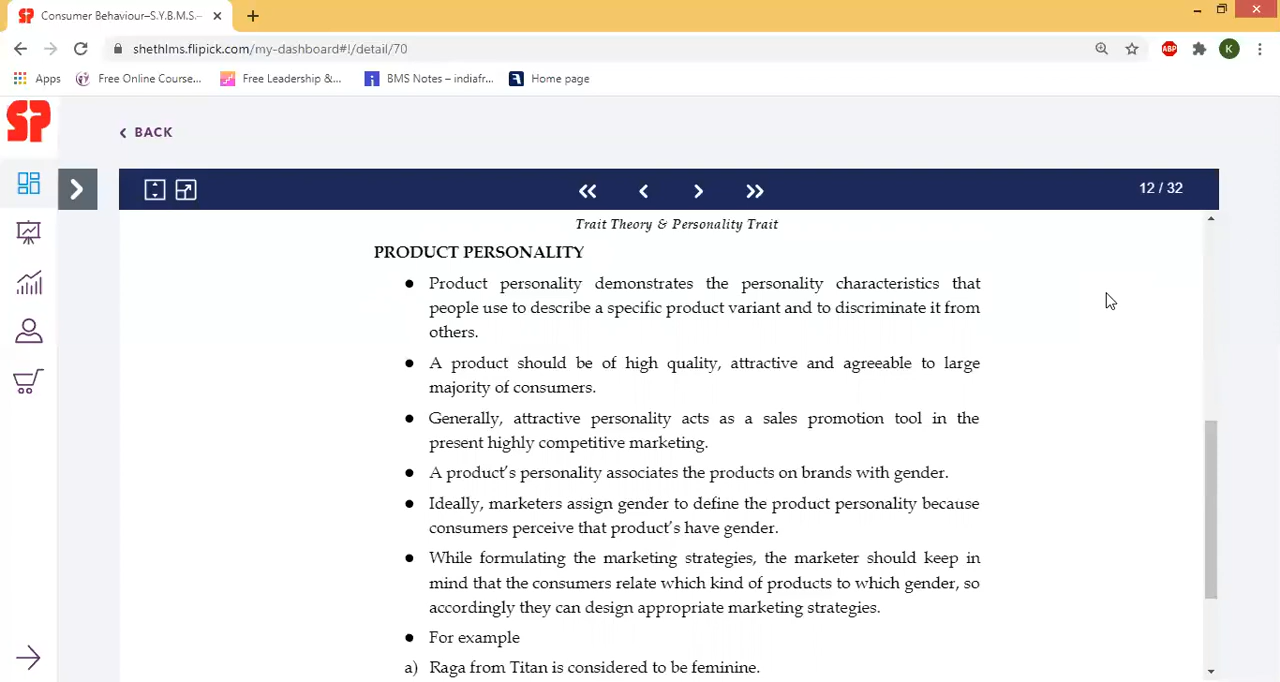 Consumer Behaviour–S.Y.B.M.S.–
shethlms.flipick.com/my-dashboard#!/detail/70
ABP
K
Apps
Free Online Course...
Free Leadership &...
BMS Notes – indiafr...
Home page
SP
BACK
12 / 32
Trait Theory & Personality Trait
PRODUCT PERSONALITY
● Product personality demonstrates the personality characteristics that
people use to describe a specific product variant and to discriminate it from
others.
● A product should be of high quality, attractive and agreeable to large
majority of consumers.
● Generally, attractive personality acts as a sales promotion tool in the
present highly competitive marketing.
● A product's personality associates the products on brands with gender.
● Ideally, marketers assign gender to define the product personality because
consumers perceive that product's have gender.
● While formulating the marketing strategies, the marketer should keep in
mind that the consumers relate which kind of products to which gender, so
accordingly they can design appropriate marketing strategies.
● For example
a) Raga from Titan is considered to be feminine.